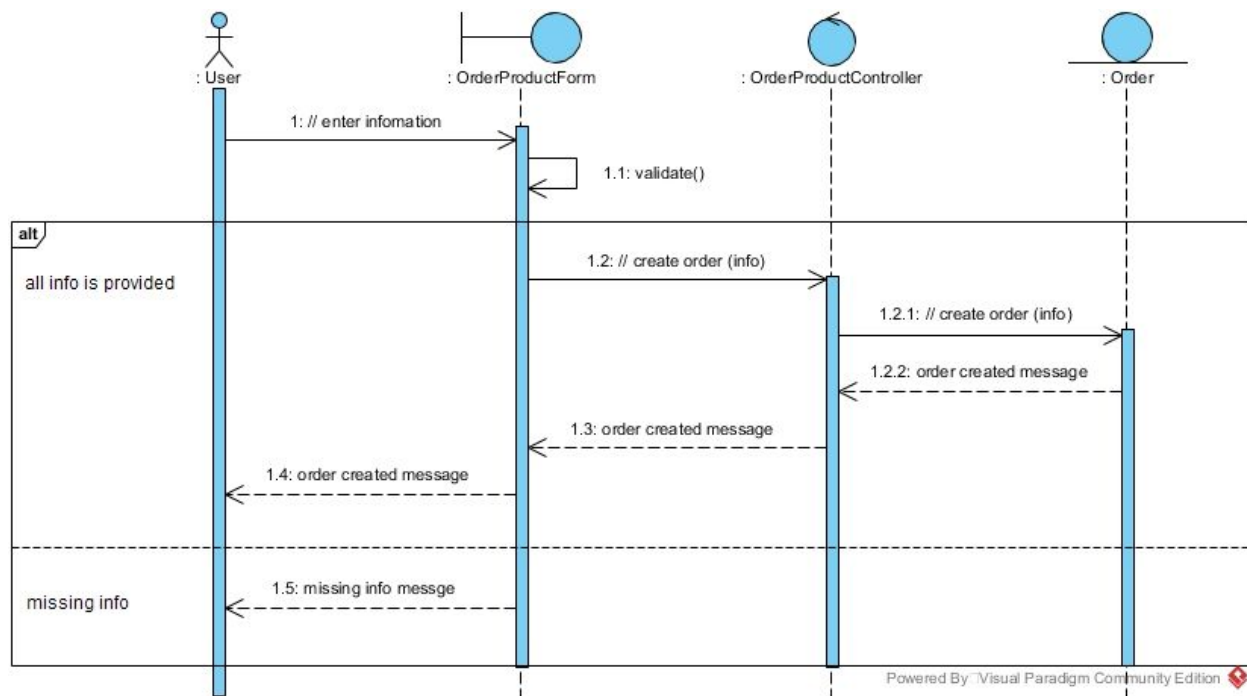 : User
: OrderProductForm
: OrderProductController
: Order
1: // enter infomation
1.1: validate()
alt
all info is provided
1.2: // create order (info)
1.2.1: // create order (info)
1.2.2: order created message
1.3: order created message
1.4: order created message
missing info
1.5: missing info messge
Powered By Visual Paradigm Community Edition